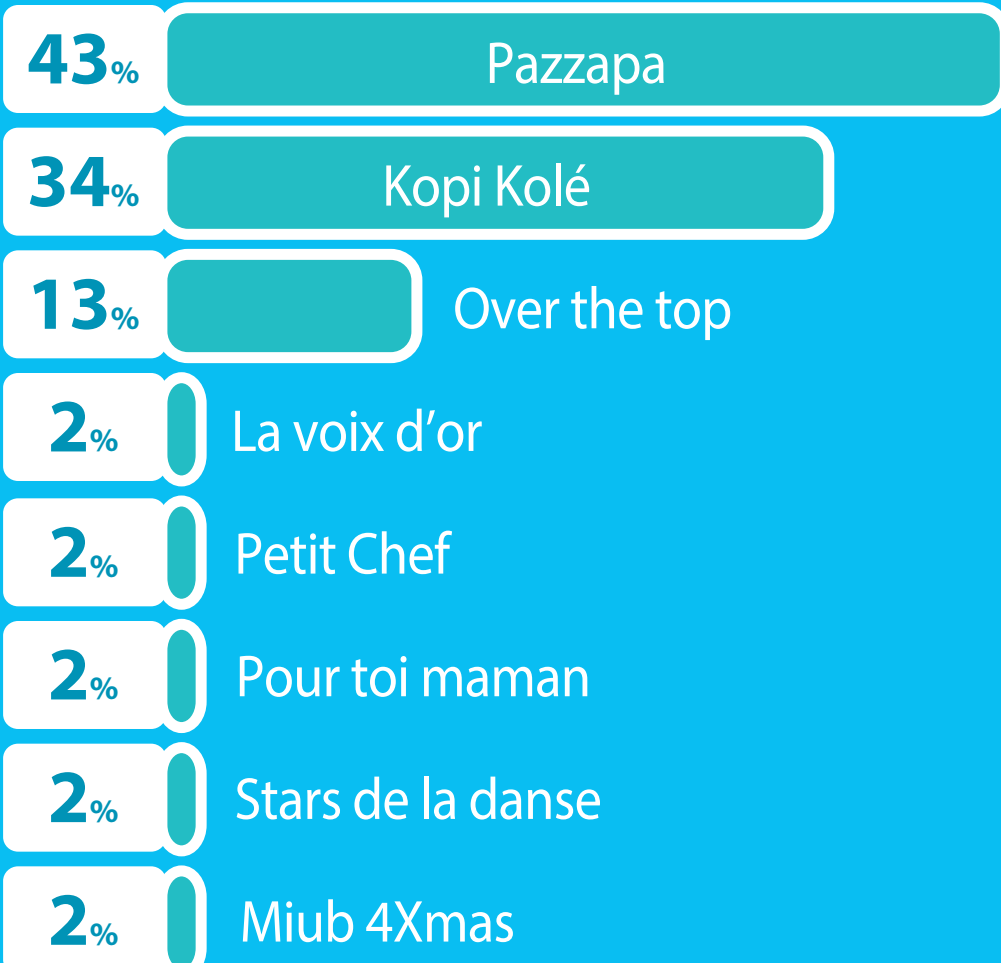 43% Pazzapa
34% Kopi Kolé
13% Over the top
2% La voix d’or
2% Petit Chef
2% Pour toi maman
2% Stars de la danse
2% Miub 4Xmas